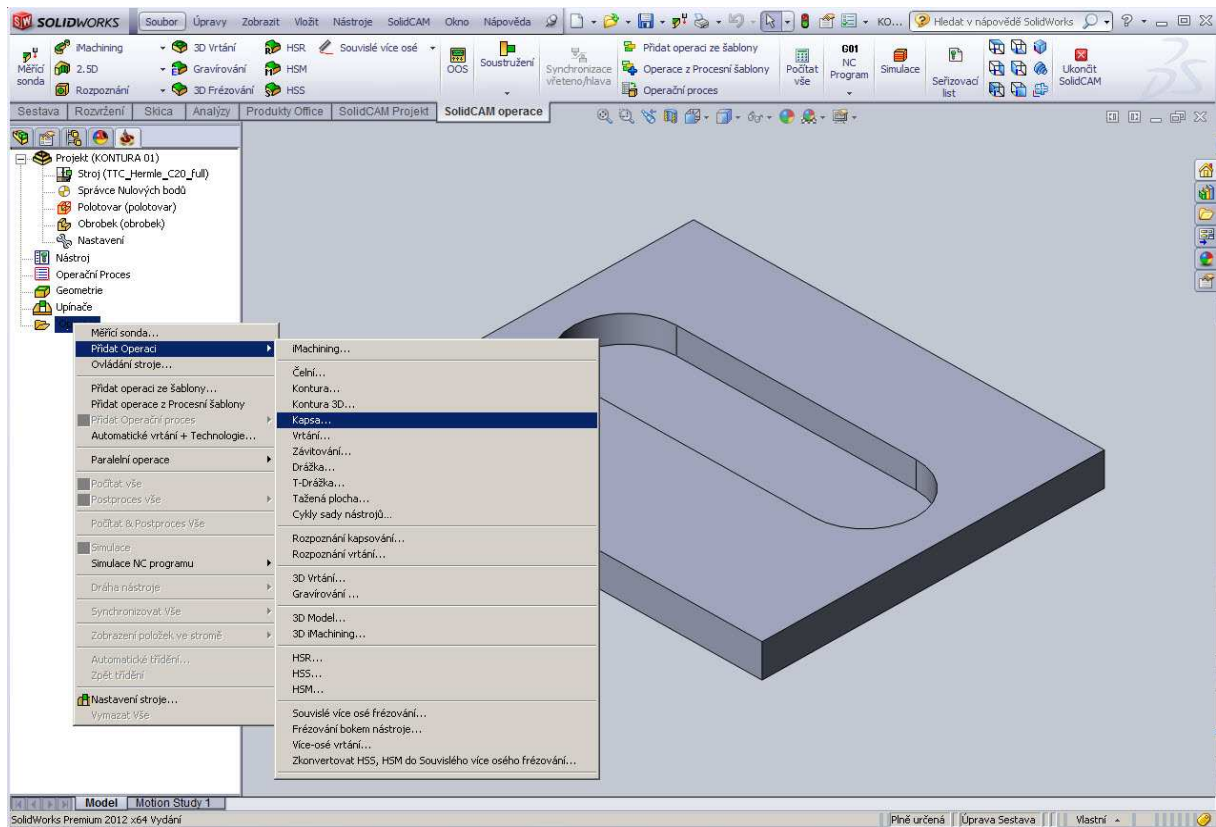 SOLIDWORKS Soubor Úpravy Zobrazit Vložit Nástroje SolidCAM Okno Nápověda KO... Hledat v nápovědě SolidWorks
Měřící sonda
iMachining
2.5D
Rozpoznání
3D Vrtání
Gravírování
3D Frézování
HSR
HSM
HSS
Souvislé více osé
OOS
Soustružení
Synchronizace vřeteno/hlava
Přidat operaci ze šablony
Operace z Procesní šablony
Operační proces
Počítat vše
G01
NC Program
Simulace
Seřizovací list
Ukončit SolidCAM
Sestava Rozvržení Skica Analýzy Produkty Office SolidCAM Projekt SolidCAM operace
Projekt (KONTURA 01)
Stroj (TTC_Hermle_C20_full)
Správce Nulových bodů
Polotovar (polotovar)
Obrobek (obrobek)
Nastavení
Nástroj
Operační Proces
Geometrie
Upínače
Měřící sonda...
Přidat Operaci
Ovládání stroje...
Přidat operaci ze šablony...
Přidat operace z Procesní šablony
Přidat Operační proces
Automatické vrtání + Technologie...
Paralelní operace
Počítat vše
Postproces Vše
Počítat & Postproces Vše
Simulace
Simulace NC programu
Dráha nástroje
Synchronizovat Vše
Zobrazení položek ve stromě
Automatické třídění...
Zpět třídění
Nastavení stroje...
Vymazat Vše
iMachining...
Čelní...
Kontura...
Kontura 3D...
Kapsa...
Vrtání...
Závitování...
Drážka...
T-Drážka...
Tažená plocha...
Cykly sady nástrojů...
Rozpoznání kapsování...
Rozpoznání vrtání...
3D Vrtání...
Gravírování ...
3D Model...
3D iMachining...
HSR...
HSS...
HSM...
Souvislé více osé frézování...
Frézování bokem nástroje...
Více-osé vrtání...
Zkonvertovat HSS, HSM do Souvislého více osého frézování...
Model Motion Study 1
SolidWorks Premium 2012 x64 Vydání Plně určená Úprava Sestava Vlastní